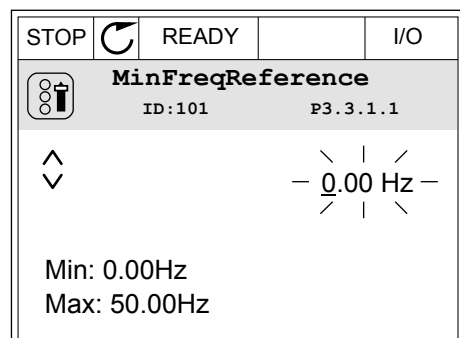 STOP READY I/O
MinFreqReference
ID:101 P3.3.1.1
0.00 Hz
Min: 0.00Hz
Max: 50.00Hz